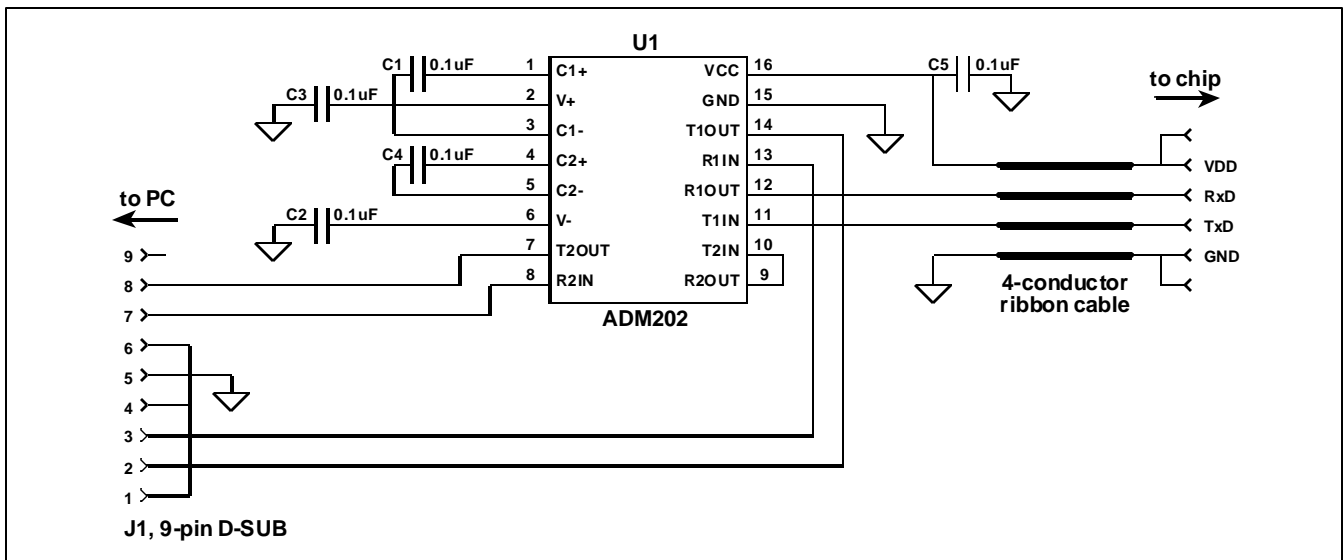 U1
C1 0.1uF 1 C1+ VCC 16 C5 0.1uF
to chip
C3 0.1uF 2 V+ GND 15
3 C1- T1OUT 14
C4 0.1uF 4 C2+ R1IN 13 VDD
5 C2- R1OUT 12 RxD
to PC
C2 0.1uF 6 V- T1IN 11 TxD
9 7 T2OUT T2IN 10 GND
8 8 R2IN R2OUT 9
4-conductor
ribbon cable
7 ADM202
6
5
4
3
2
1
J1, 9-pin D-SUB